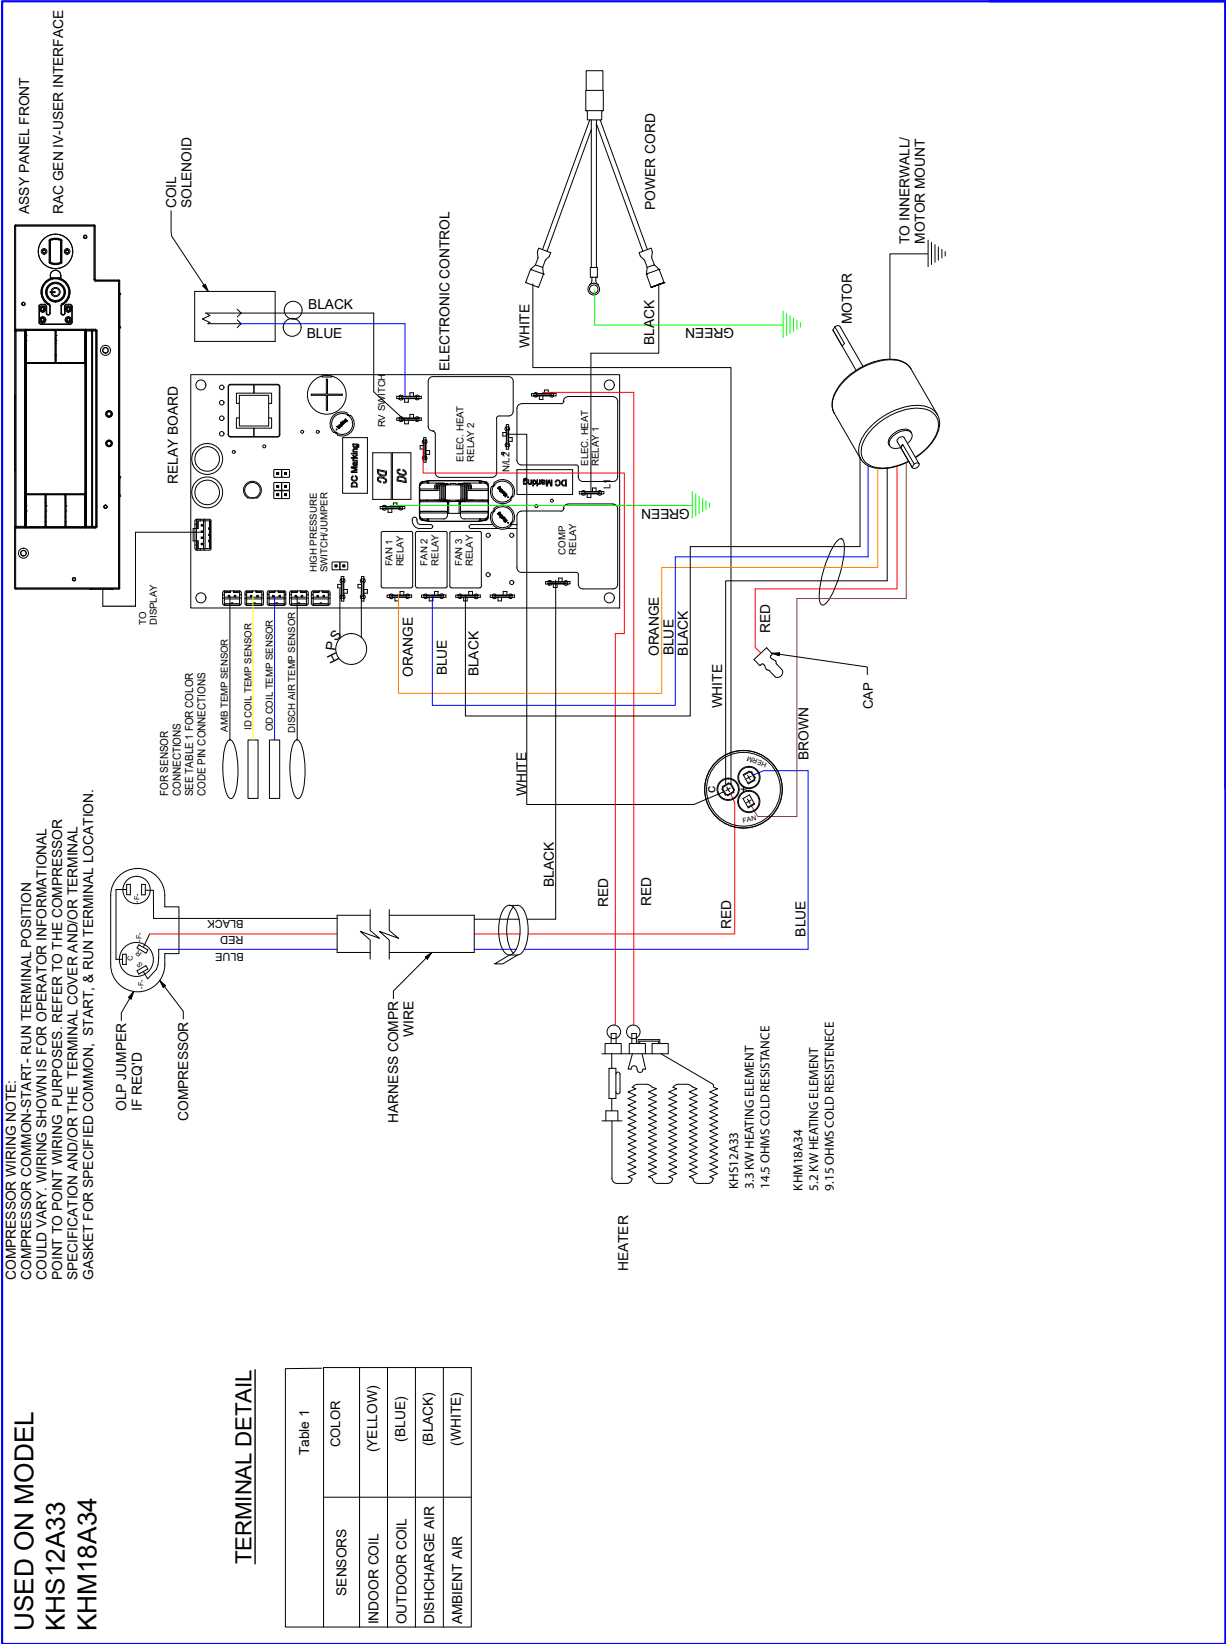 USED ON MODEL
KHS12A33
KHM18A34
COMPRESSOR WIRING NOTE:
COMPRESSOR COMMON-START- RUN TERMINAL POSITION
COULD VARY. WIRING SHOWN IS FOR OPERATOR INFORMATIONAL
POINT TO POINT WIRING PURPOSES. REFER TO THE COMPRESSOR
SPECIFICATION AND/OR THE TERMINAL COVER AND/OR TERMINAL
GASKET FOR SPECIFIED COMMON, START, & RUN TERMINAL LOCATION.
ASSY PANEL FRONT
RAC GEN IV-USER INTERFACE
TO
DISPLAY
COIL
SOLENOID
BLACK
BLUE
RELAY BOARD
ELECTRONIC CONTROL
OLP JUMPER
IF REQ'D
COMPRESSOR
C
S
R
-F-
-F-
-F-
BLACK
RED
BLUE
HARNESS COMPR
WIRE
FOR SENSOR
CONNECTIONS
SEE TABLE 1 FOR COLOR
CODE PIN CONNECTIONS
AMB TEMP SENSOR
ID COIL TEMP SENSOR
OD COIL TEMP SENSOR
DISCH AIR TEMP SENSOR
HIGH PRESSURE
SWITCH/JUMPER
H.P.S
DC Marking
DC
DC
RV SWITCH
FAN 1
RELAY
FAN 2
RELAY
FAN 3
RELAY
ELEC. HEAT
RELAY 2
N/L2
DC Marking
ELEC. HEAT
RELAY 1
L1
COMP
RELAY
ORANGE
BLUE
BLACK
WHITE
BLACK
RED
RED
GREEN
WHITE
BLACK
GREEN
POWER CORD
ORANGE
BLUE
BLACK
MOTOR
TO INNERWALL/
MOTOR MOUNT
WHITE
RED
CAP
BROWN
C
HERM
FAN
RED
BLUE
HEATER
KHS12A33
3.3 KW HEATING ELEMENT
14.5 OHMS COLD RESISTANCE
KHM18A34
5.2 KW HEATING ELEMENT
9.15 OHMS COLD RESISTENECE
TERMINAL DETAIL
Table 1
SENSORS COLOR
INDOOR COIL (YELLOW)
OUTDOOR COIL (BLUE)
DISHCHARGE AIR (BLACK)
AMBIENT AIR (WHITE)